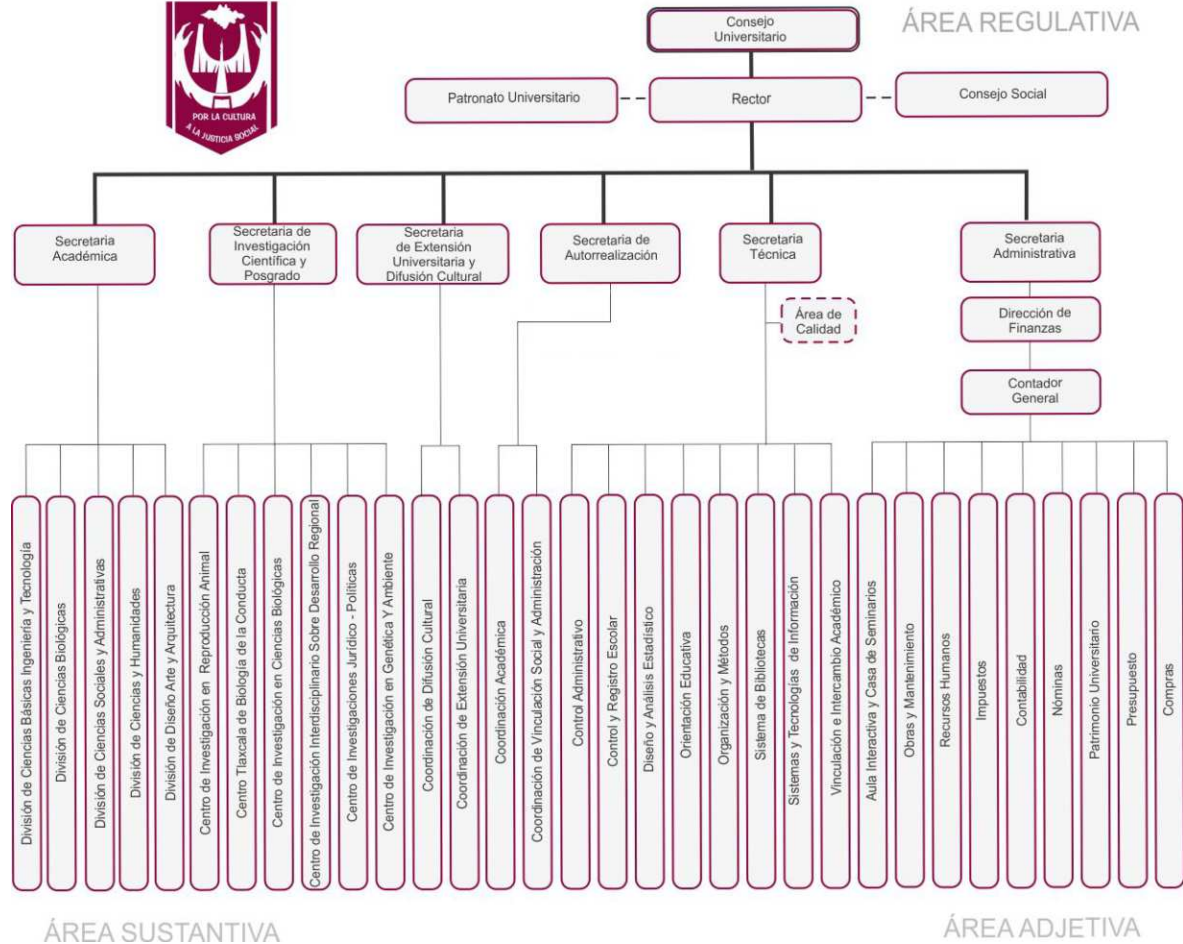 Consejo
Universitario
ÁREA REGULATIVA
Patronato Universitario
Rector
Consejo Social
POR LA CULTURA
A LA JUSTICIA SOCIAL
Secretaria
Académica
Secretaria de
Investigación
Científica y
Posgrado
Secretaria
de Extensión
Universitaria y
Difusión Cultural
Secretaria de
Autorrealización
Secretaria
Técnica
Secretaria
Administrativa
Área de
Calidad
Dirección de
Finanzas
Contador
General
División de Ciencias Básicas Ingeniería y Tecnología
División de Ciencias Biológicas
División de Ciencias Sociales y Administrativas
División de Ciencias y Humanidades
División de Diseño Arte y Arquitectura
Centro de Investigación en Reproducción Animal
Centro Tlaxcala de Biología de la Conducta
Centro de Investigación en Ciencias Biológicas
Centro de Investigación Interdisciplinario Sobre Desarrollo Regional
Centro de Investigaciones Jurídico - Políticas
Centro de Investigación en Genética Y Ambiente
Coordinación de Difusión Cultural
Coordinación de Extensión Universitaria
Coordinación Académica
Coordinación de Vinculación Social y Administración
Control Administrativo
Control y Registro Escolar
Diseño y Análisis Estadístico
Orientación Educativa
Organización y Métodos
Sistema de Bibliotecas
Sistemas y Tecnologías de Información
Vinculación e Intercambio Académico
Aula Interactiva y Casa de Seminarios
Obras y Mantenimiento
Recursos Humanos
Impuestos
Contabilidad
Nóminas
Patrimonio Universitario
Presupuesto
Compras
ÁREA SUSTANTIVA
ÁREA ADJETIVA